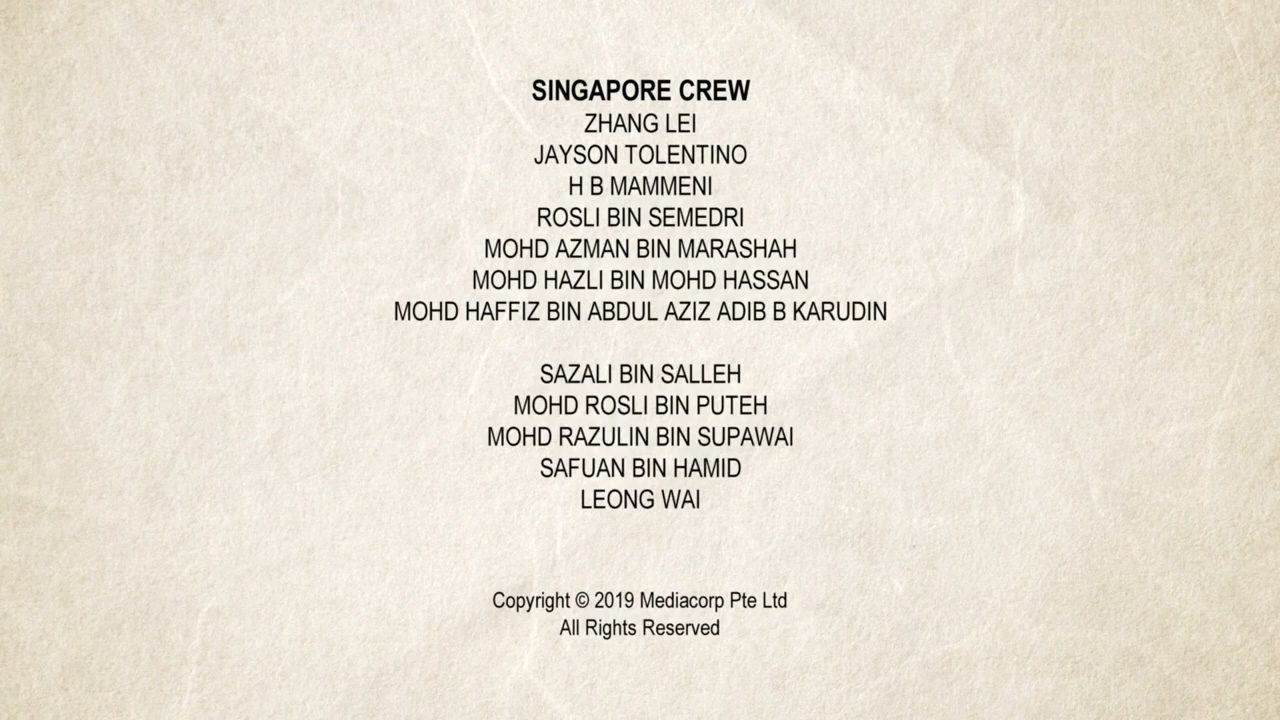 SINGAPORE CREW
ZHANG LEI
JAYSON TOLENTINO
H B MAMMENI
ROSLI BIN SEMEDRI
MOHD AZMAN BIN MARASHAH
MOHD HAZLI BIN MOHD HASSAN
MOHD HAFFIZ BIN ABDUL AZIZ ADIB B KARUDIN
SAZALI BIN SALLEH
MOHD ROSLI BIN PUTEH
MOHD RAZULIN BIN SUPAWAI
SAFUAN BIN HAMID
LEONG WAI
Copyright © 2019 Mediacorp Pte Ltd
All Rights Reserved